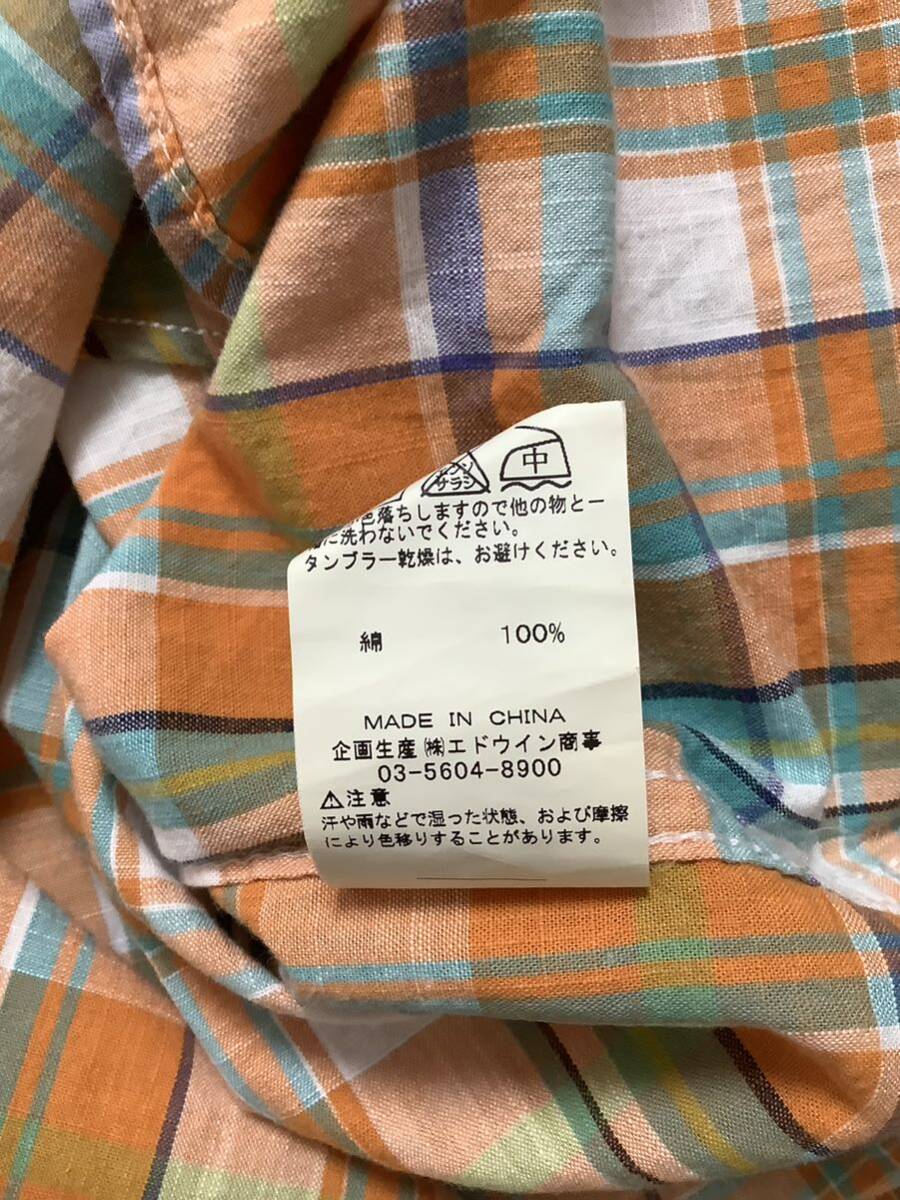 サラシ 中
色落ちしますので他の物と一
に洗わないでください。
タンブラー乾燥は、お避けください。
綿 100%
MADE IN CHINA
企画生産 ㈱エドウイン商事
03-5604-8900
⚠注意
汗や雨などで湿った状態、および摩擦
により色移りすることがあります。